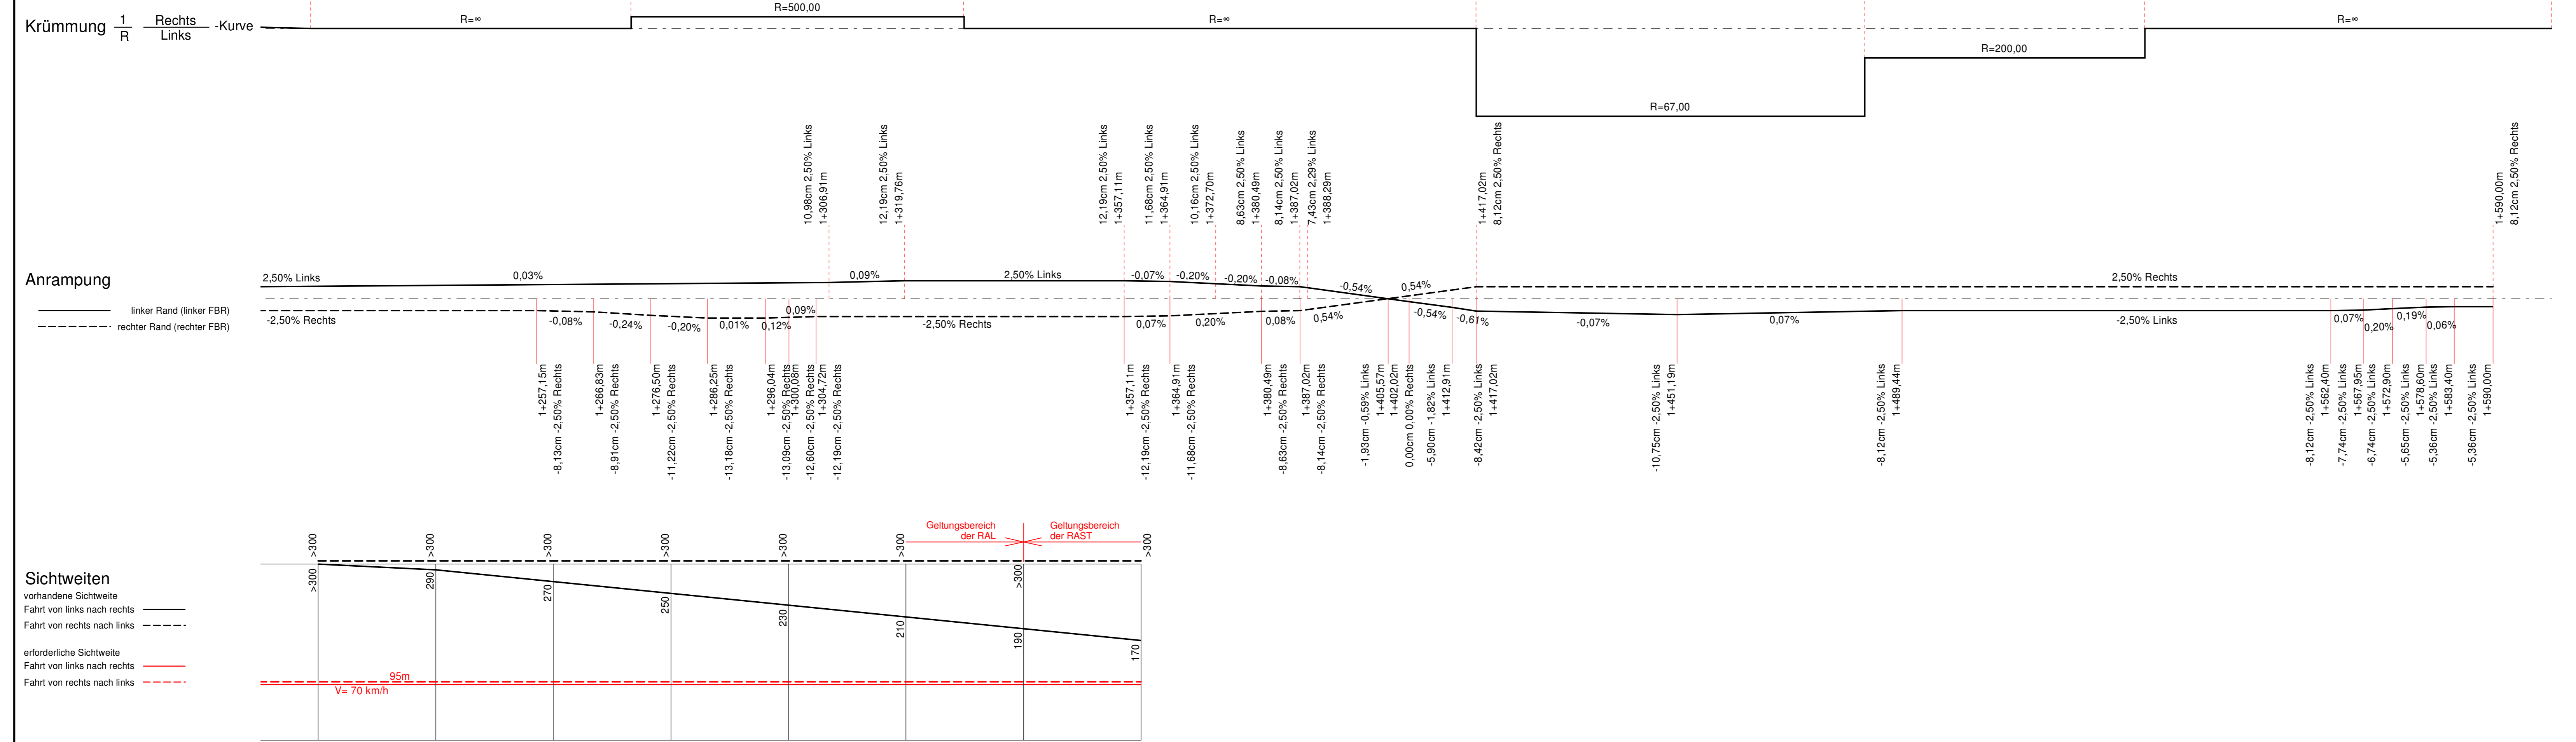 Krümmung 1/R Rechts/Links -Kurve
R=∞
R=500,00
R=∞
R=67,00
R=200,00
R=∞
10,98cm 2,50% Links
1+306,91m
12,19cm 2,50% Links
1+319,76m
12,19cm 2,50% Links
1+357,11m
11,68cm 2,50% Links
1+364,91m
10,16cm 2,50% Links
1+372,70m
8,63cm 2,50% Links
1+380,49m
8,14cm 2,50% Links
1+387,02m
7,43cm 2,29% Links
1+388,29m
1+417,02m
8,12cm 2,50% Rechts
1+590,00m
8,12cm 2,50% Rechts
Anrampung
linker Rand (linker FBR)
rechter Rand (rechter FBR)
2,50% Links
0,03%
0,09%
2,50% Links
-0,07%
-0,20%
-0,20%
-0,08%
-0,54%
0,54%
2,50% Rechts
-2,50% Rechts
-0,08%
-0,24%
-0,20%
0,01%
0,12%
0,09%
-2,50% Rechts
0,07%
0,20%
0,08%
0,54%
-0,54%
-0,61%
-0,07%
0,07%
-2,50% Links
0,07%
0,20%
0,19%
0,06%
1+257,15m
-8,13cm -2,50% Rechts
1+266,83m
-8,91cm -2,50% Rechts
1+276,50m
-11,22cm -2,50% Rechts
1+286,25m
-13,18cm -2,50% Rechts
1+296,04m
-13,09cm -2,50% Rechts
1+300,08m
-12,60cm -2,50% Rechts
1+304,72m
-12,19cm -2,50% Rechts
1+357,11m
-12,19cm -2,50% Rechts
1+364,91m
-11,68cm -2,50% Rechts
1+380,49m
-8,63cm -2,50% Rechts
1+387,02m
-8,14cm -2,50% Rechts
-1,93cm -0,59% Links
1+405,57m
1+402,02m
0,00cm 0,00% Rechts
-5,90cm -1,82% Links
1+412,91m
-8,42cm -2,50% Links
1+417,02m
-10,75cm -2,50% Links
1+451,19m
-8,12cm -2,50% Links
1+489,44m
-8,12cm -2,50% Links
1+562,40m
-7,74cm -2,50% Links
1+567,95m
-6,74cm -2,50% Links
1+572,90m
-5,65cm -2,50% Links
1+578,60m
-5,36cm -2,50% Links
1+583,40m
-5,36cm -2,50% Links
1+590,00m
Geltungsbereich
der RAL
Geltungsbereich
der RAST
>300
>300
>300
>300
>300
>300
>300
Sichtweiten
vorhandene Sichtweite
Fahrt von links nach rechts
Fahrt von rechts nach links
erforderliche Sichtweite
Fahrt von links nach rechts
Fahrt von rechts nach links
>300
290
270
250
230
210
>300
190
170
95m
V= 70 km/h